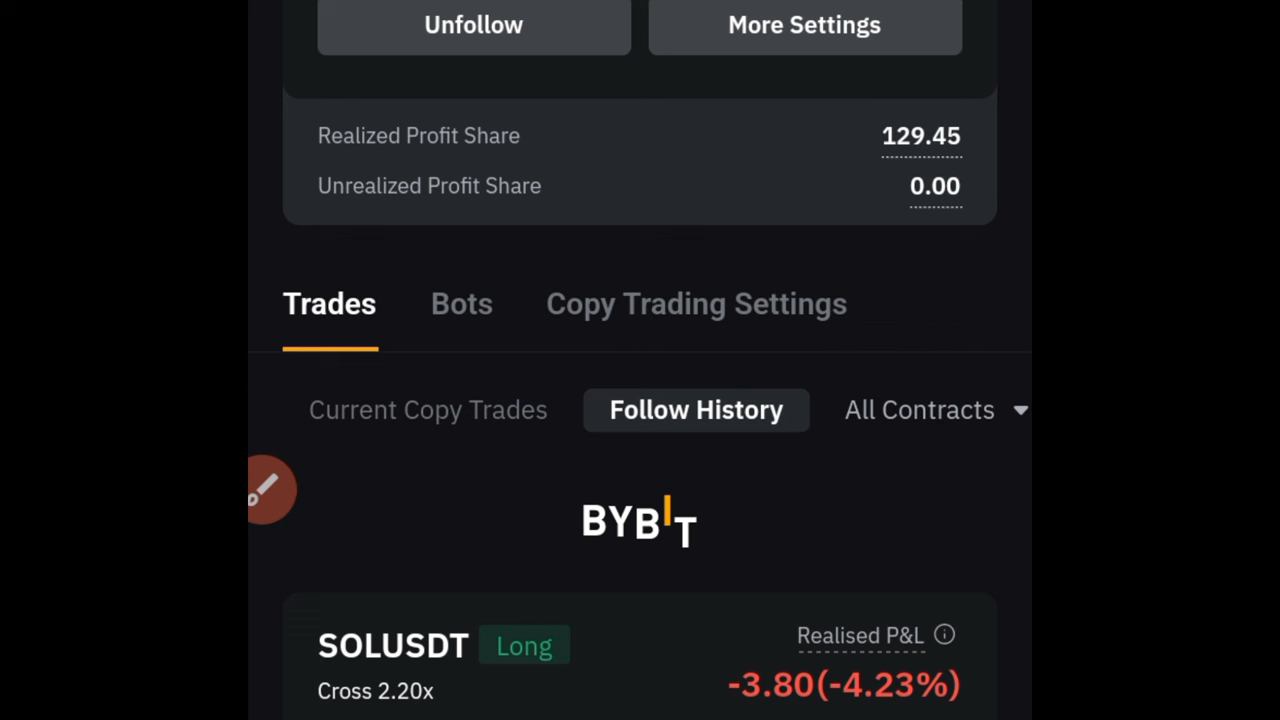 Unfollow More Settings
Realized Profit Share 129.45
Unrealized Profit Share 0.00
Trades Bots Copy Trading Settings
Current Copy Trades Follow History All Contracts
BYBIT
SOLUSDT Long Realised P&L
Cross 2.20x -3.80(-4.23%)